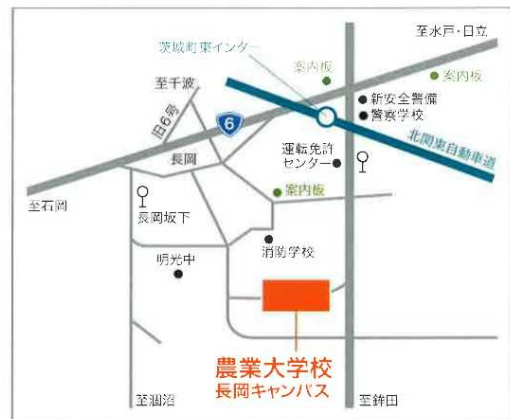 至水戸・日立
茨城町東インター
案内板
案内板
至千波
旧6号
6
新安全警備
警察学校
北関東自動車道
長岡
運転免許
センター
案内板
至石岡
長岡坂下
消防学校
明光中
農業大学校
長岡キャンパス
至涸沼
至鉾田